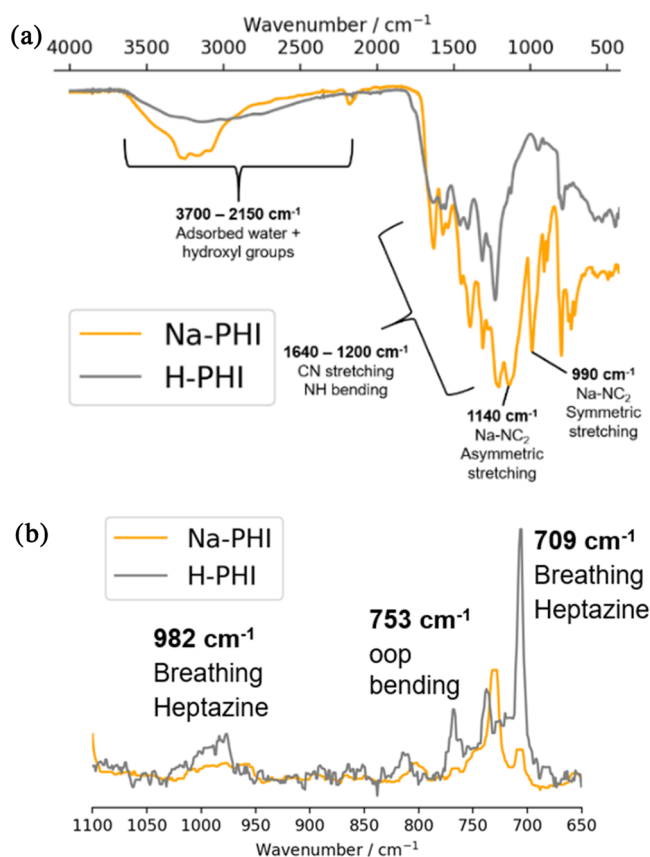 (a)
Wavenumber / cm⁻¹
4000 3500 3000 2500 2000 1500 1000 500
3700 – 2150 cm⁻¹
Adsorbed water +
hydroxyl groups
Na-PHI
H-PHI
1640 – 1200 cm⁻¹
CN stretching
NH bending
990 cm⁻¹
Na-NC₂
Symmetric
stretching
1140 cm⁻¹
Na-NC₂
Asymmetric
stretching
(b)
Na-PHI
H-PHI
982 cm⁻¹
Breathing
Heptazine
753 cm⁻¹
oop
bending
709 cm⁻¹
Breathing
Heptazine
1100 1050 1000 950 900 850 800 750 700 650
Wavenumber / cm⁻¹